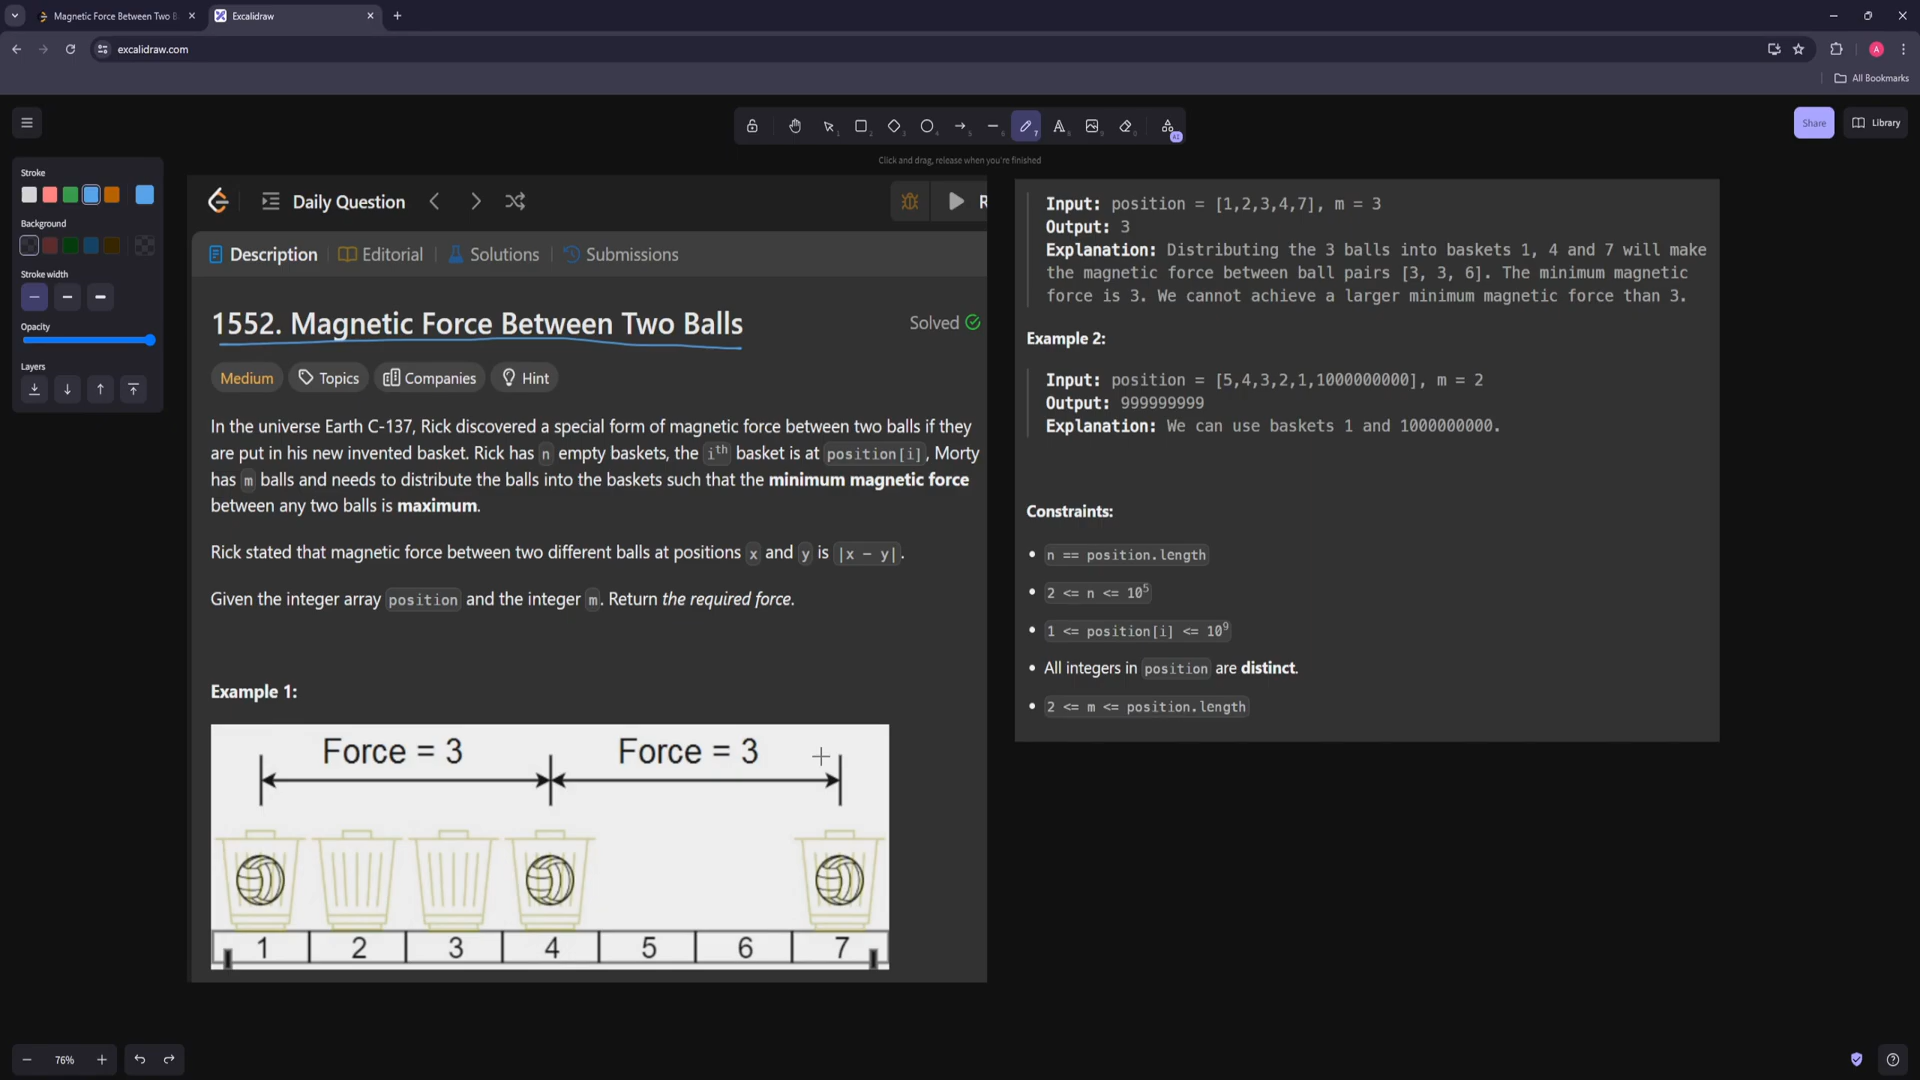 Magnetic Force Between Two B
Excalidraw
excalidraw.com
A
All Bookmarks
1
2
3
4
5
6
7
8
9
0
AI
Share
Library
Click and drag, release when you're finished
Stroke
Background
Stroke width
Opacity
Layers
Daily Question
R
Description
Editorial
Solutions
Submissions
1552. Magnetic Force Between Two Balls
Solved
Medium
Topics
Companies
Hint
In the universe Earth C-137, Rick discovered a special form of magnetic force between two balls if they
are put in his new invented basket. Rick has n empty baskets, the ith basket is at position[i], Morty
has m balls and needs to distribute the balls into the baskets such that the minimum magnetic force
between any two balls is maximum.
Rick stated that magnetic force between two different balls at positions x and y is |x - y|.
Given the integer array position and the integer m. Return the required force.
Example 1:
Force = 3
Force = 3
1 2 3 4 5 6 7
Input: position = [1,2,3,4,7], m = 3
Output: 3
Explanation: Distributing the 3 balls into baskets 1, 4 and 7 will make
the magnetic force between ball pairs [3, 3, 6]. The minimum magnetic
force is 3. We cannot achieve a larger minimum magnetic force than 3.
Example 2:
Input: position = [5,4,3,2,1,1000000000], m = 2
Output: 999999999
Explanation: We can use baskets 1 and 1000000000.
Constraints:
• n == position.length
• 2 <= n <= 10^5
• 1 <= position[i] <= 10^9
• All integers in position are distinct.
• 2 <= m <= position.length
76%